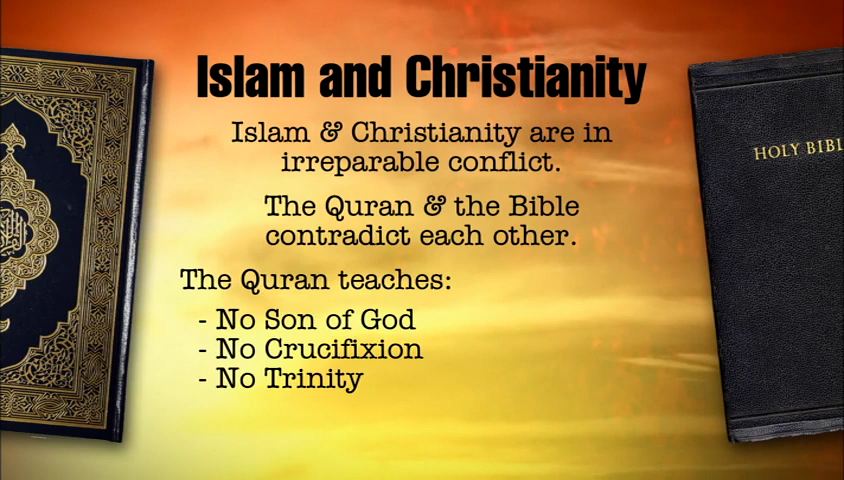 Islam and Christianity
Islam & Christianity are in
irreparable conflict.
The Quran & the Bible
contradict each other.
The Quran teaches:
- No Son of God
- No Crucifixion
- No Trinity
HOLY BIBL